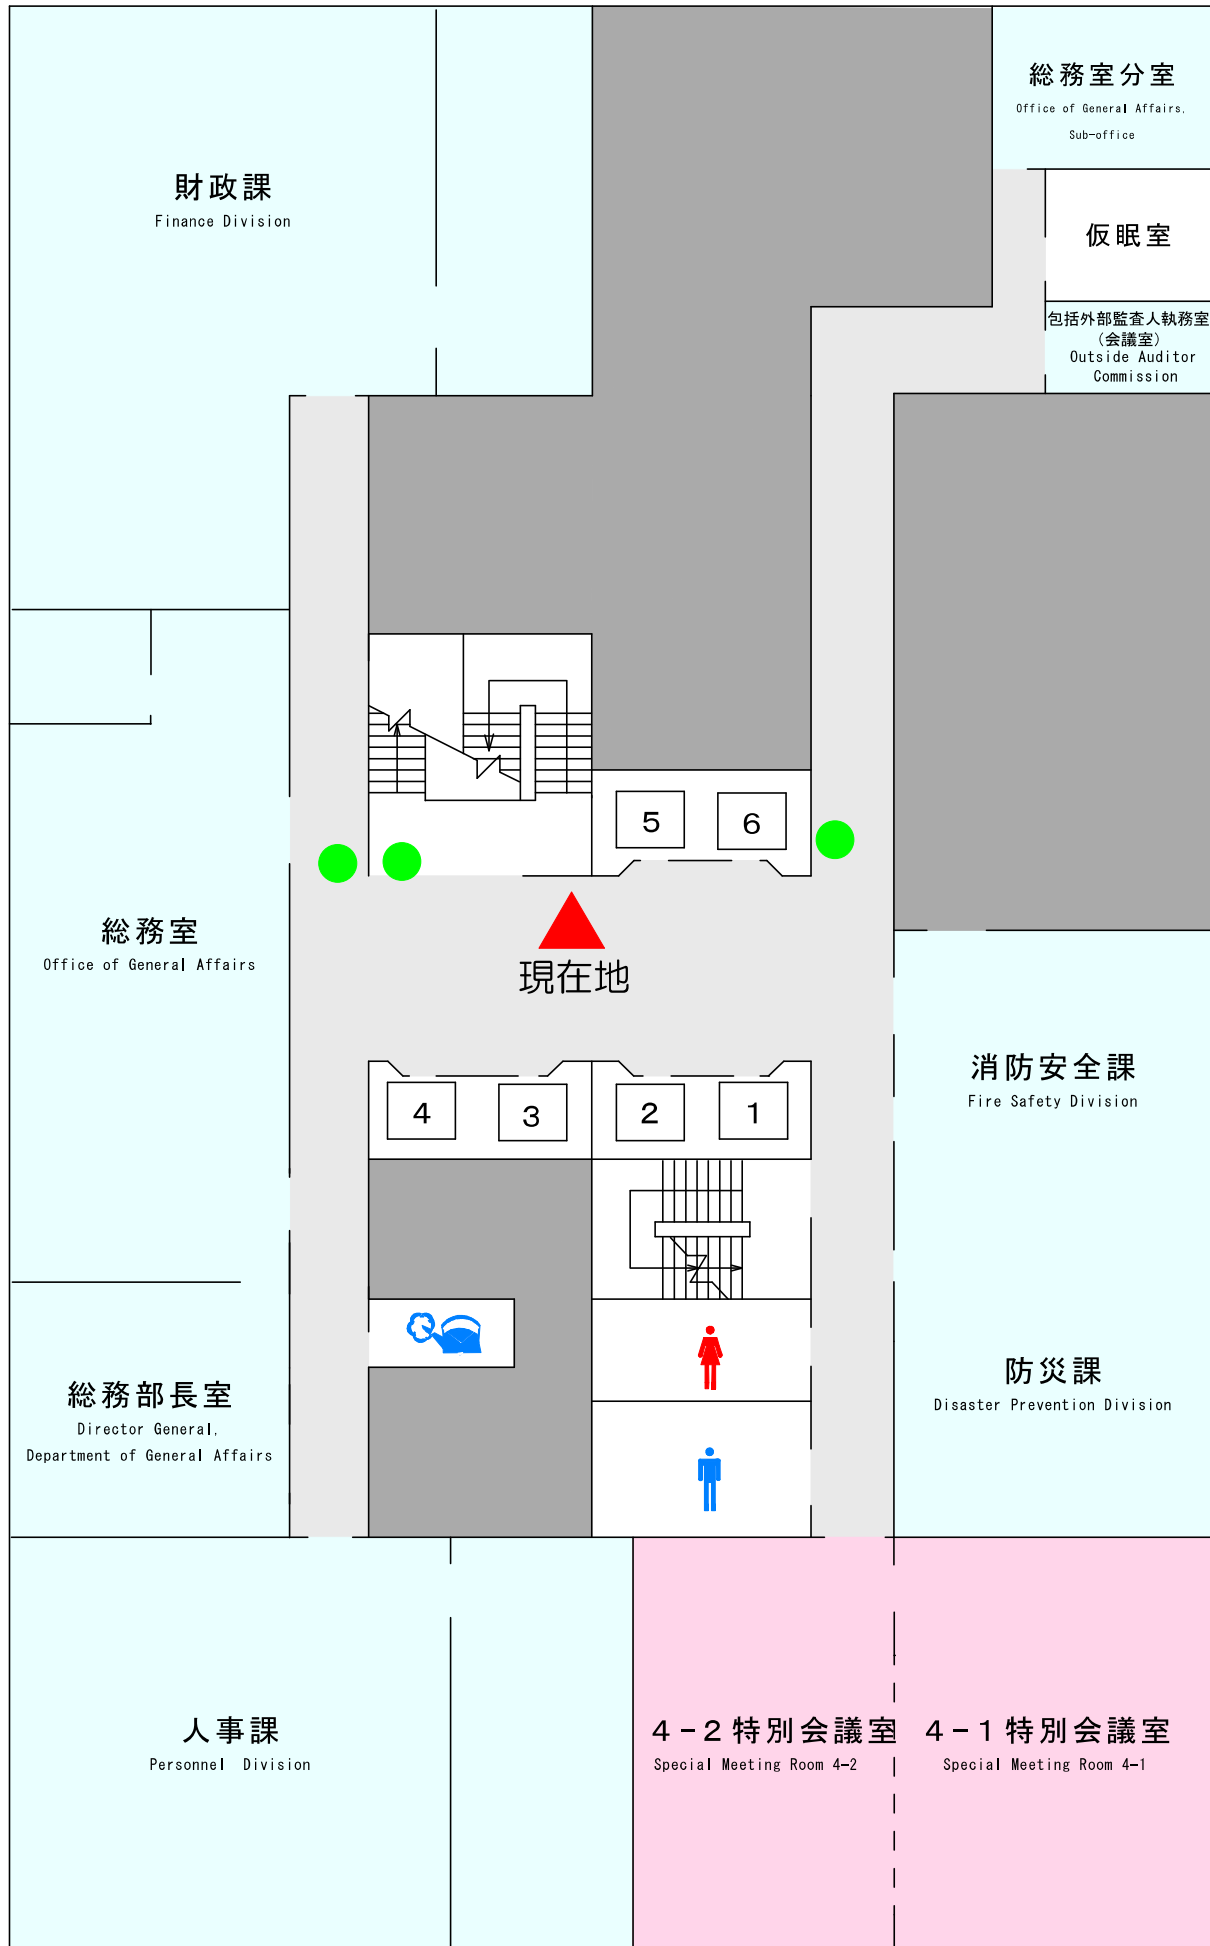 総務室分室
Office of General Affairs,
Sub-office
財政課
Finance Division
仮眠室
包括外部監査人執務室
(会議室)
Outside Auditor
Commission
5
6
総務室
Office of General Affairs
現在地
消防安全課
Fire Safety Division
4
3
2
1
総務部長室
Director General,
Department of General Affairs
防災課
Disaster Prevention Division
人事課
Personnel Division
4-2特別会議室
Special Meeting Room 4-2
4-1特別会議室
Special Meeting Room 4-1